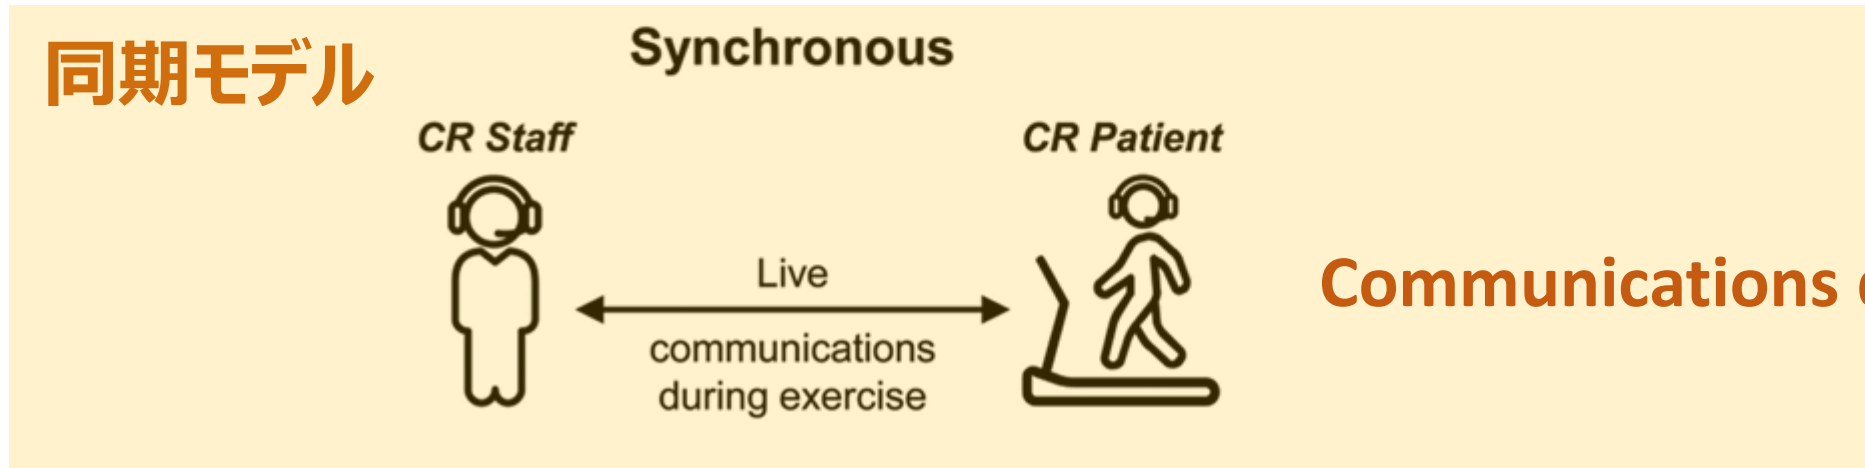 同期モデル
Synchronous
CR Staff
CR Patient
Live
communications
during exercise
Communications